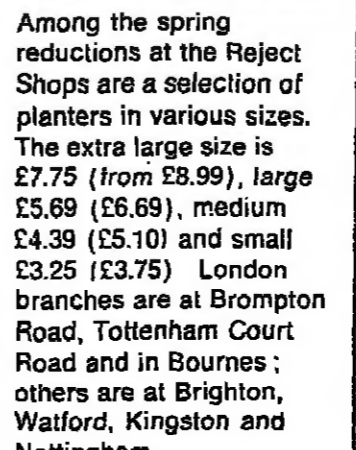 Among the spring
reductions at the Reject
Shops are a selection of
planters in various sizes.
The extra large size is
£7.75 (from £8.99), large
£5.69 (£6.69), medium
£4.39 (£5.10) and small
£3.25 (£3.75) London
branches are at Brompton
Road, Tottenham Court
Road and in Bournes;
others are at Brighton,
Watford, Kingston and